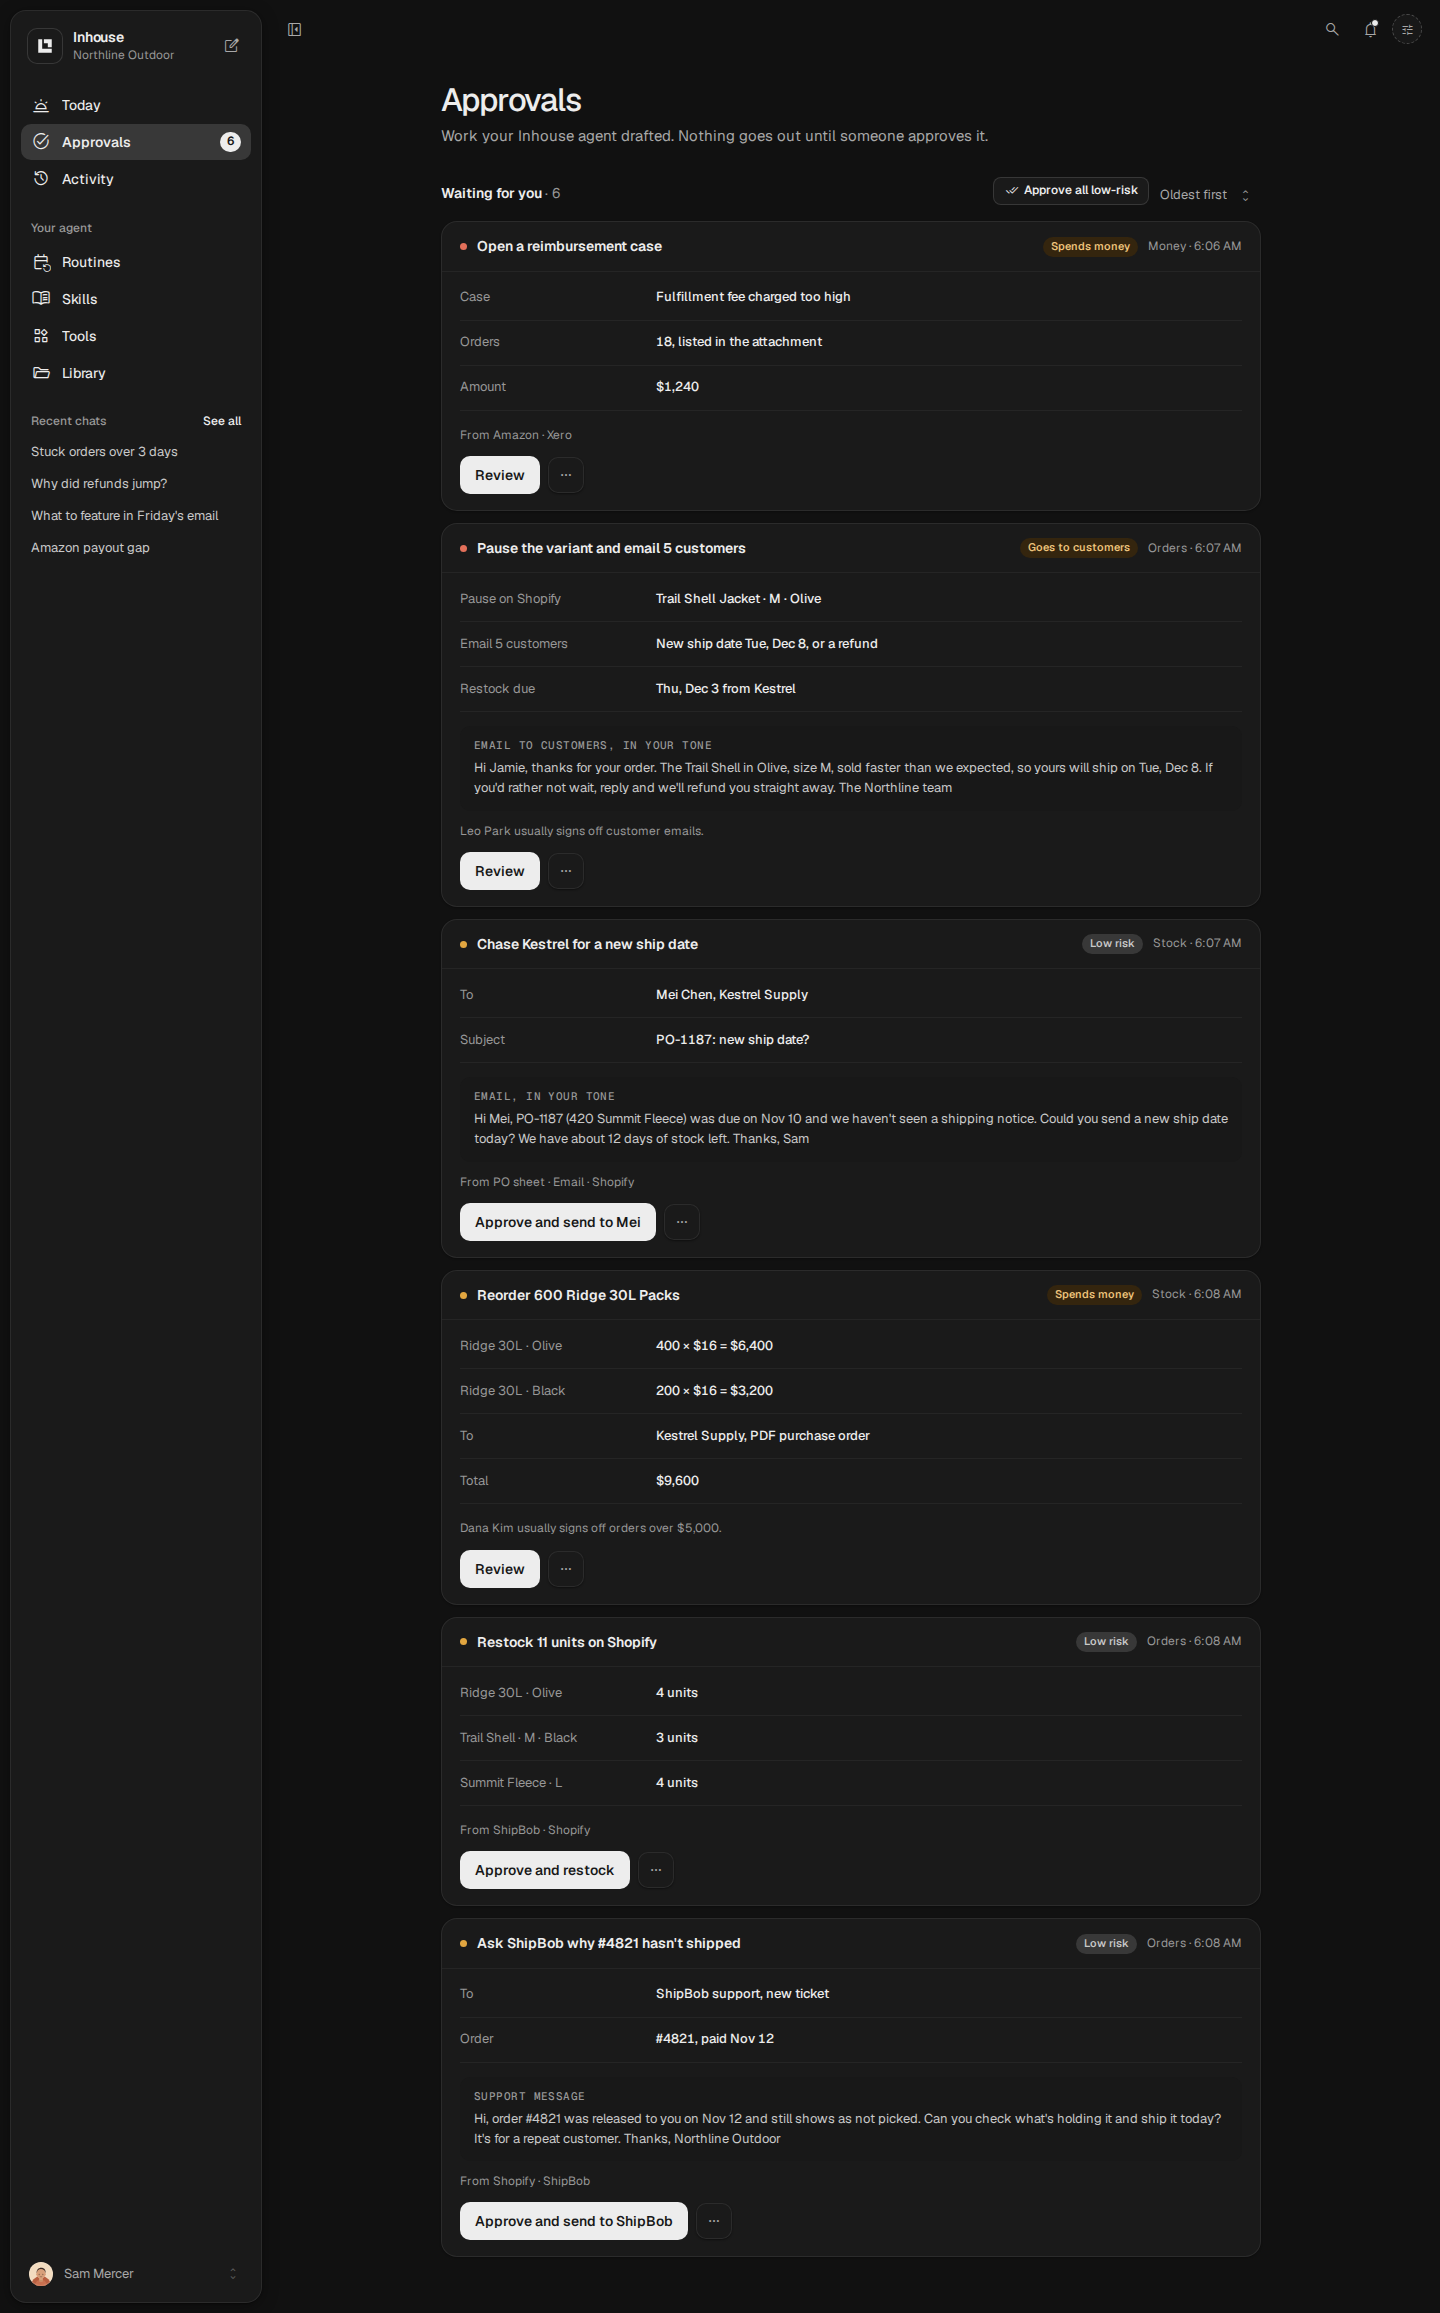 Inhouse
Northline Outdoor
Today
Approvals 6
Activity
Your agent
Routines
Skills
Tools
Library
Recent chats See all
Stuck orders over 3 days
Why did refunds jump?
What to feature in Friday's email
Amazon payout gap
Sam Mercer
Approvals
Work your Inhouse agent drafted. Nothing goes out until someone approves it.
Waiting for you · 6 Approve all low-risk Oldest first
Open a reimbursement case Spends money Money · 6:06 AM
Case Fulfillment fee charged too high
Orders 18, listed in the attachment
Amount $1,240
From Amazon · Xero
Review ···
Pause the variant and email 5 customers Goes to customers Orders · 6:07 AM
Pause on Shopify Trail Shell Jacket · M · Olive
Email 5 customers New ship date Tue, Dec 8, or a refund
Restock due Thu, Dec 3 from Kestrel
EMAIL TO CUSTOMERS, IN YOUR TONE
Hi Jamie, thanks for your order. The Trail Shell in Olive, size M, sold faster than we expected, so yours will ship on Tue, Dec 8. If
you'd rather not wait, reply and we'll refund you straight away. The Northline team
Leo Park usually signs off customer emails.
Review ···
Chase Kestrel for a new ship date Low risk Stock · 6:07 AM
To Mei Chen, Kestrel Supply
Subject PO-1187: new ship date?
EMAIL, IN YOUR TONE
Hi Mei, PO-1187 (420 Summit Fleece) was due on Nov 10 and we haven't seen a shipping notice. Could you send a new ship date
today? We have about 12 days of stock left. Thanks, Sam
From PO sheet · Email · Shopify
Approve and send to Mei ···
Reorder 600 Ridge 30L Packs Spends money Stock · 6:08 AM
Ridge 30L · Olive 400 × $16 = $6,400
Ridge 30L · Black 200 × $16 = $3,200
To Kestrel Supply, PDF purchase order
Total $9,600
Dana Kim usually signs off orders over $5,000.
Review ···
Restock 11 units on Shopify Low risk Orders · 6:08 AM
Ridge 30L · Olive 4 units
Trail Shell · M · Black 3 units
Summit Fleece · L 4 units
From ShipBob · Shopify
Approve and restock ···
Ask ShipBob why #4821 hasn't shipped Low risk Orders · 6:08 AM
To ShipBob support, new ticket
Order #4821, paid Nov 12
SUPPORT MESSAGE
Hi, order #4821 was released to you on Nov 12 and still shows as not picked. Can you check what's holding it and ship it today?
It's for a repeat customer. Thanks, Northline Outdoor
From Shopify · ShipBob
Approve and send to ShipBob ···